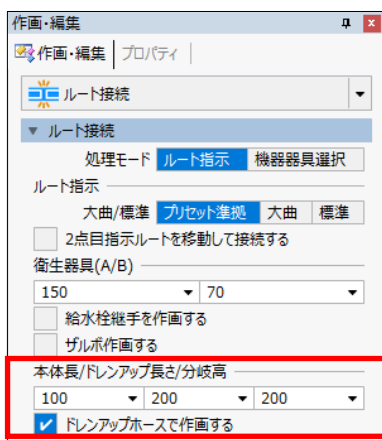 作画・編集
作画・編集 プロパティ
ルート接続
ルート接続
処理モード ルート指示 機器器具選択
ルート指示
大曲/標準 プリセット準拠 大曲 標準
2点目指示ルートを移動して接続する
衛生器具(A/B)
150 70
給水栓継手を作画する
ザルボ作画する
本体長/ドレンアップ長さ/分岐高
100 200 200
ドレンアップホースで作画する